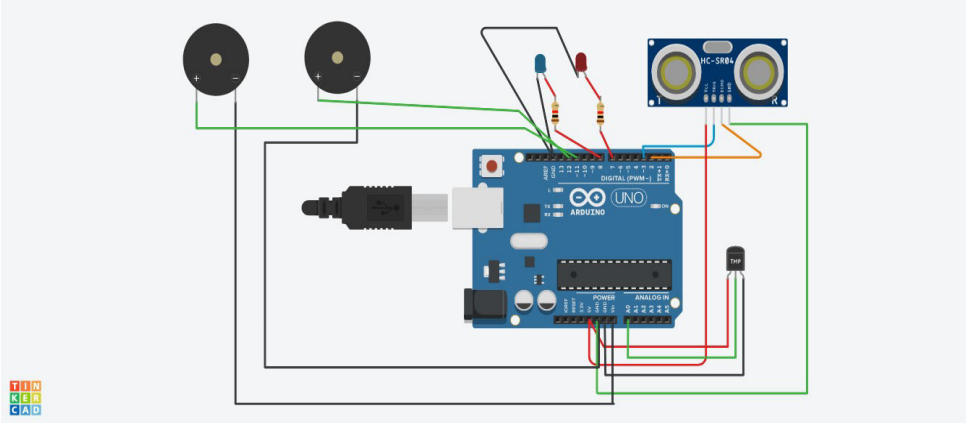 + -
+ -
HC-SR04
Vcc
TRIG
ECHO
GND
T
R
AREF
GND
13
12
~11
~10
~9
8
7
~6
~5
4
~3
2
TX→1
RX←0
DIGITAL (PWM~)
L
TX
RX
UNO
ON
ARDUINO
TMP
POWER
ANALOG IN
IOREF
RESET
3.3V
5V
GND
GND
Vin
A0
A1
A2
A3
A4
A5
TIN
KER
CAD